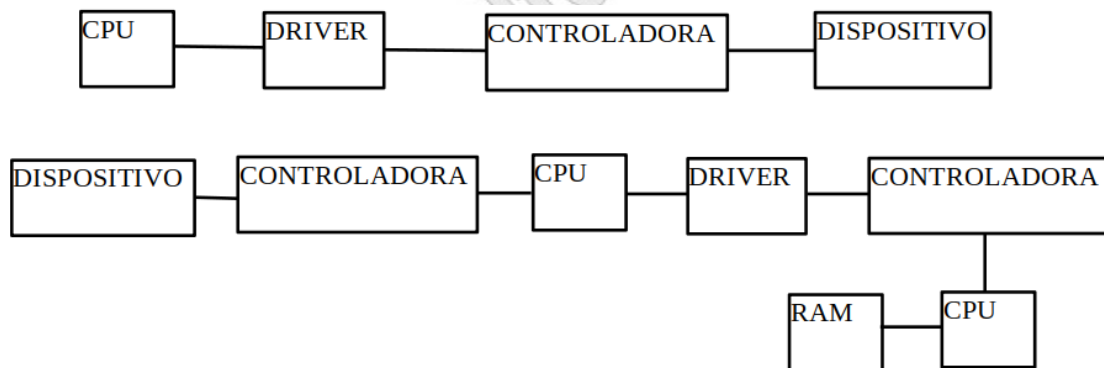 CPU
DRIVER
CONTROLADORA
DISPOSITIVO
DISPOSITIVO
CONTROLADORA
CPU
DRIVER
CONTROLADORA
RAM
CPU